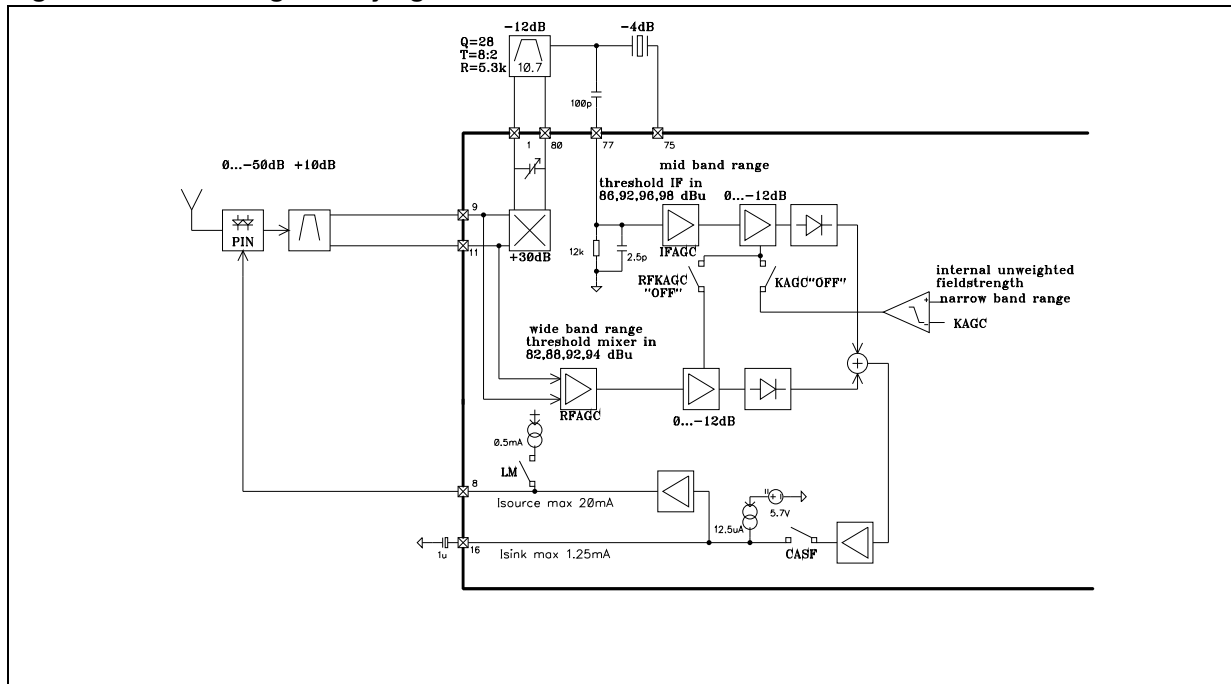 -12dB
-4dB
Q=28
T=8:2
R=5.3k
10.7
100p
1
80
77
75
0...-50dB +10dB
mid band range
threshold IF in
86,92,96,98 dBu
0...-12dB
9
PIN
11
+30dB
12k
2.5p
IFAGC
RFKAGC
"OFF"
KAGC"OFF"
internal unweighted
fieldstrength
narrow band range
+
-
KAGC
wide band range
threshold mixer in
82,88,92,94 dBu
+
RFAGC
0...-12dB
+
0.5mA
LM
8
Isource max 20mA
12.5uA
5.7V
CASF
1u
16
Isink max 1.25mA